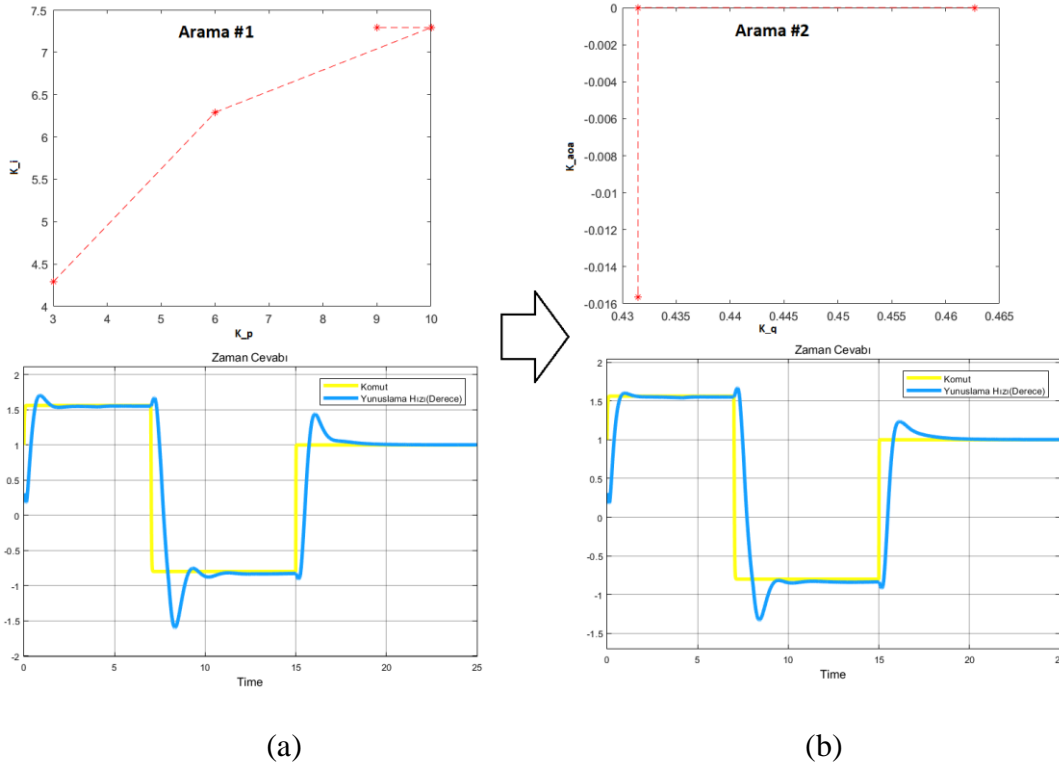 Arama #1
7.5
7
6.5
6
5.5
5
4.5
4
K_i
3 4 5 6 7 8 9 10
K_p
Zaman Cevabı
Komut
Yunuslama Hızı(Derece)
2
1.5
1
0.5
0
-0.5
-1
-1.5
-2
0 5 10 15 20 25
Time
(a)
Arama #2
0
-0.002
-0.004
-0.006
-0.008
-0.01
-0.012
-0.014
-0.016
K_aoa
0.43 0.435 0.44 0.445 0.45 0.455 0.46 0.465
K_q
Zaman Cevabı
Komut
Yunuslama Hızı(Derece)
2
1.5
1
0.5
0
-0.5
-1
-1.5
0 5 10 15 20 25
Time
(b)